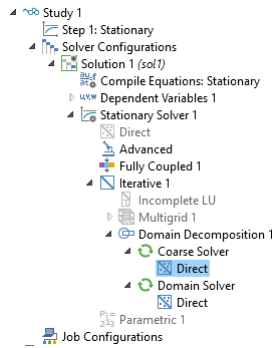 Study 1
Step 1: Stationary
Solver Configurations
Solution 1 (sol1)
Compile Equations: Stationary
Dependent Variables 1
Stationary Solver 1
Direct
Advanced
Fully Coupled 1
Iterative 1
Incomplete LU
Multigrid 1
Domain Decomposition 1
Coarse Solver
Direct
Domain Solver
Direct
Parametric 1
Job Configurations